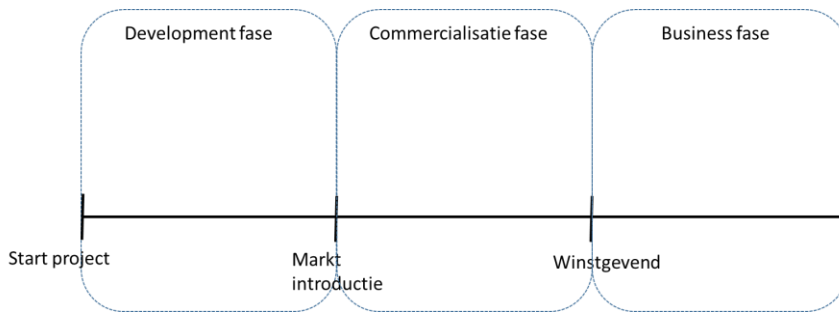 Development fase
Commercialisatie fase
Business fase
Start project
Markt
introductie
Winstgevend